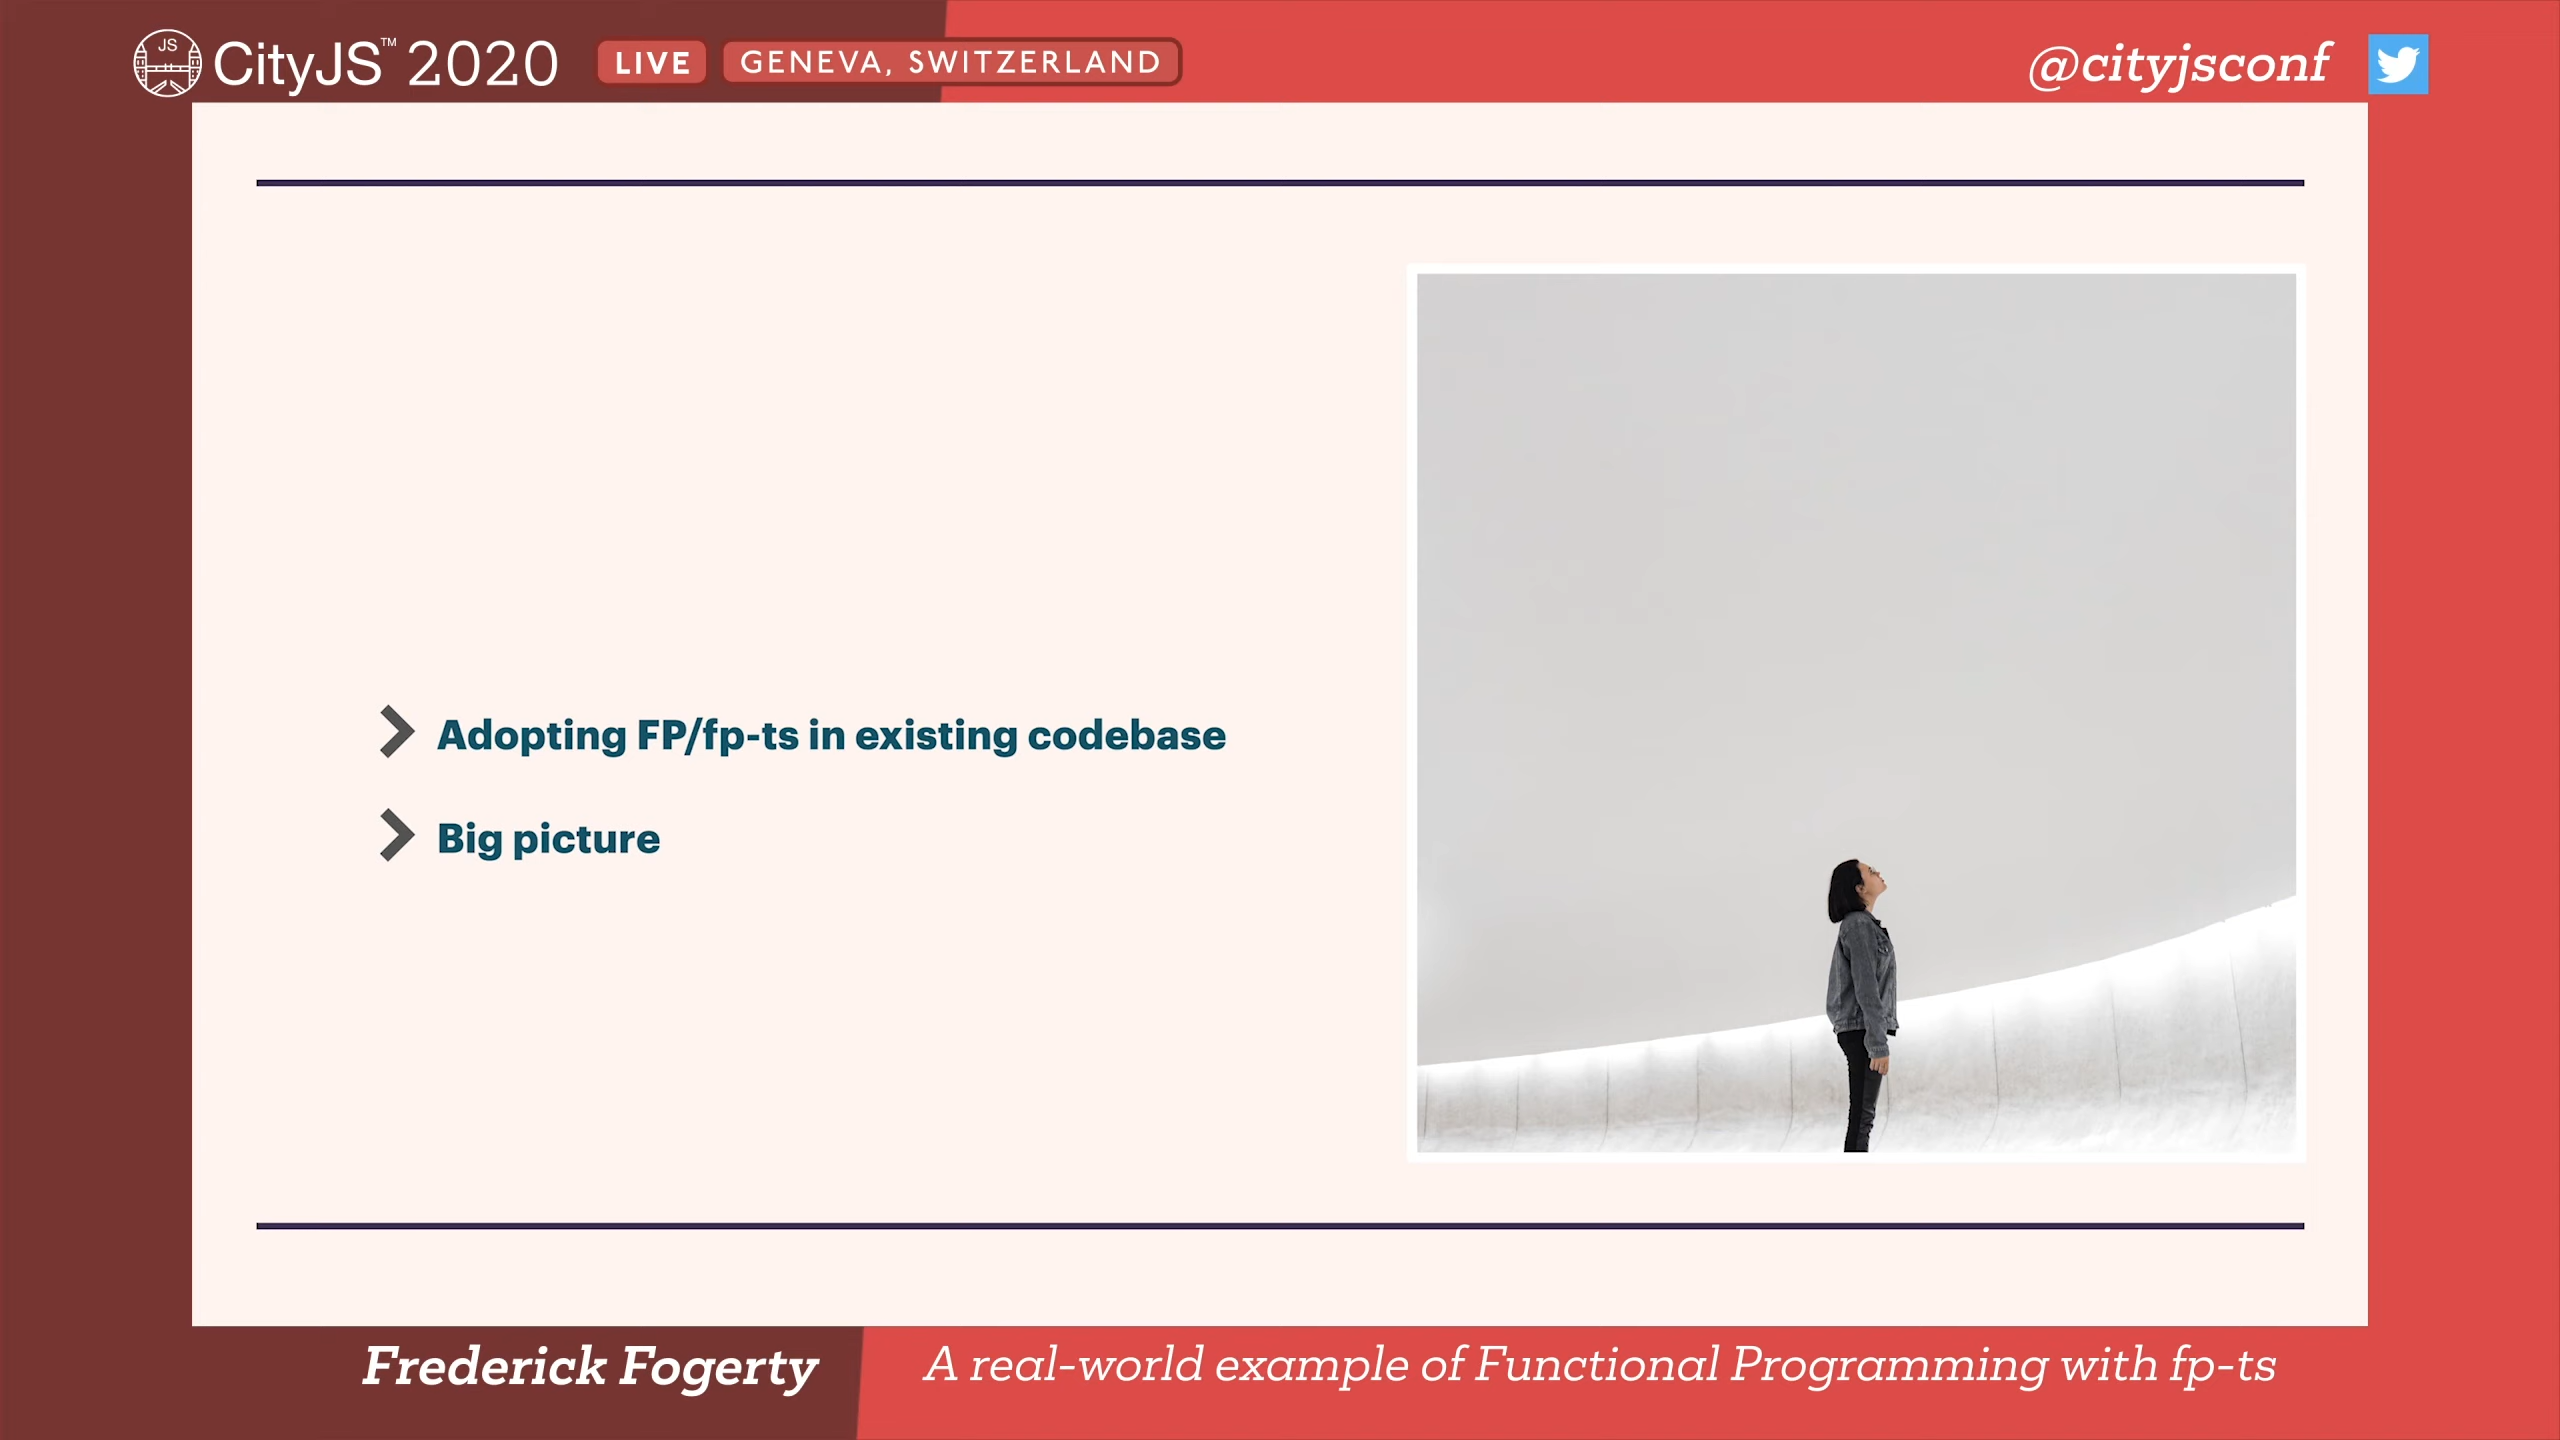 JS
CityJS™ 2020
LIVE
GENEVA, SWITZERLAND
@cityjsconf
Adopting FP/fp-ts in existing codebase
Big picture
Frederick Fogerty
A real-world example of Functional Programming with fp-ts